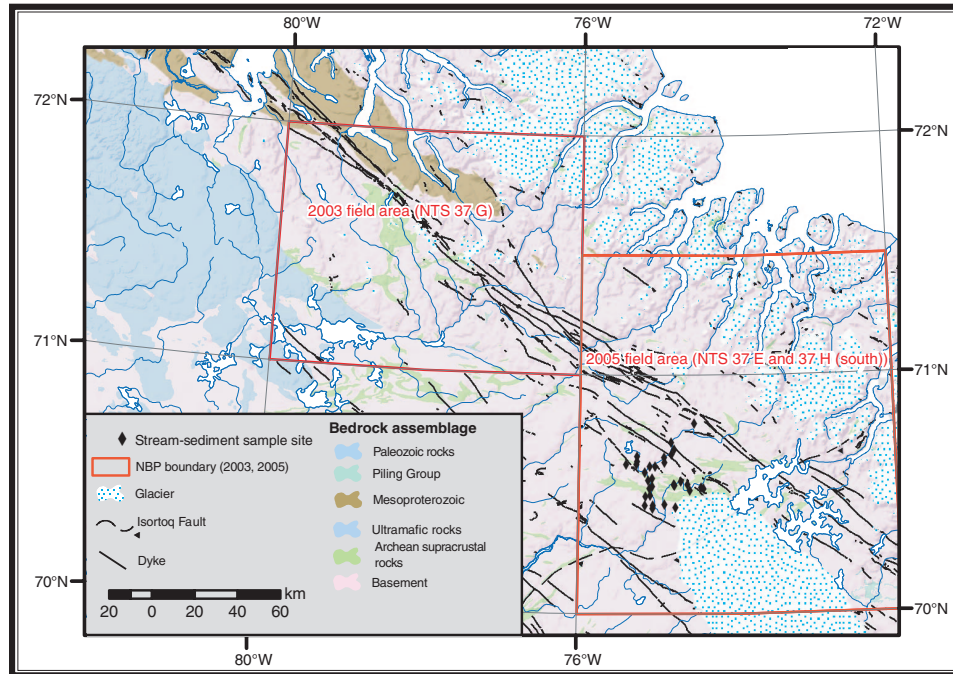 80°W 76°W 72°W
72°N
72°N
2003 field area (NTS 37 G)
71°N
2005 field area (NTS 37 E and 37 H (south))
71°N
Stream-sediment sample site
NBP boundary (2003, 2005)
Glacier
Isortoq Fault
Dyke
20 0 20 40 60 km
Bedrock assemblage
Paleozoic rocks
Piling Group
Mesoproterozoic
Ultramafic rocks
Archean supracrustal
rocks
Basement
70°N
70°N
80°W 76°W